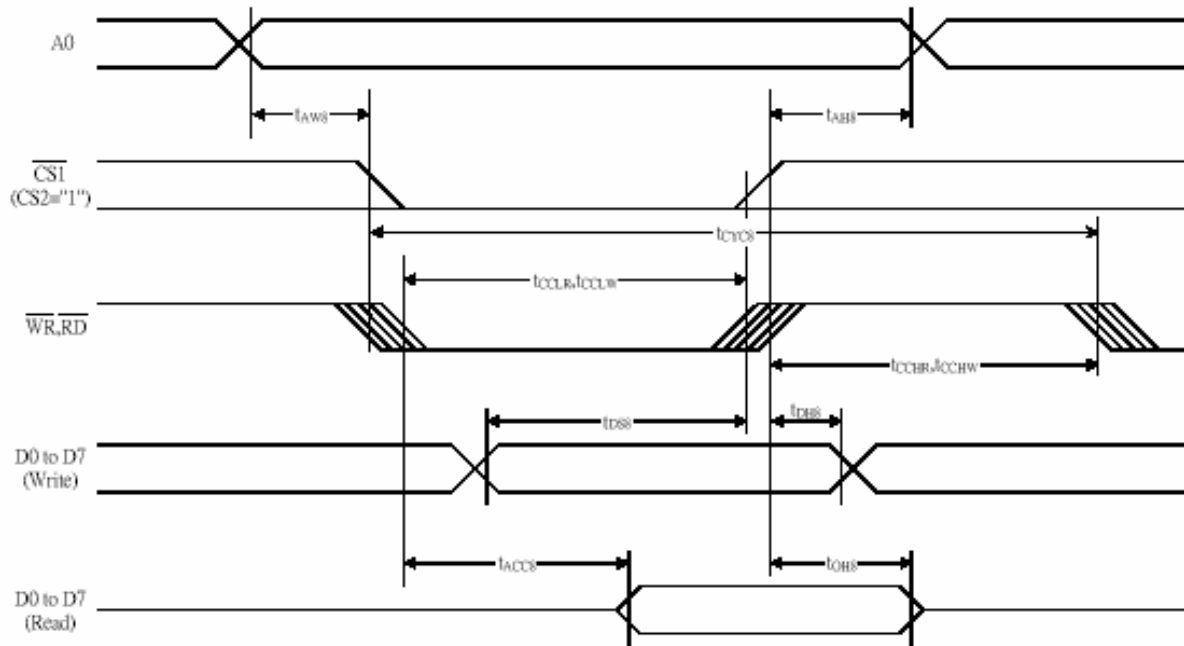 A0
tAW8
tAH8
CS1
(CS2="1")
tCYC8
tCCLR,tCCLW
WR,RD
tCCHR,tCCHW
tDS8
tDH8
D0 to D7
(Write)
tACC8
tOH8
D0 to D7
(Read)